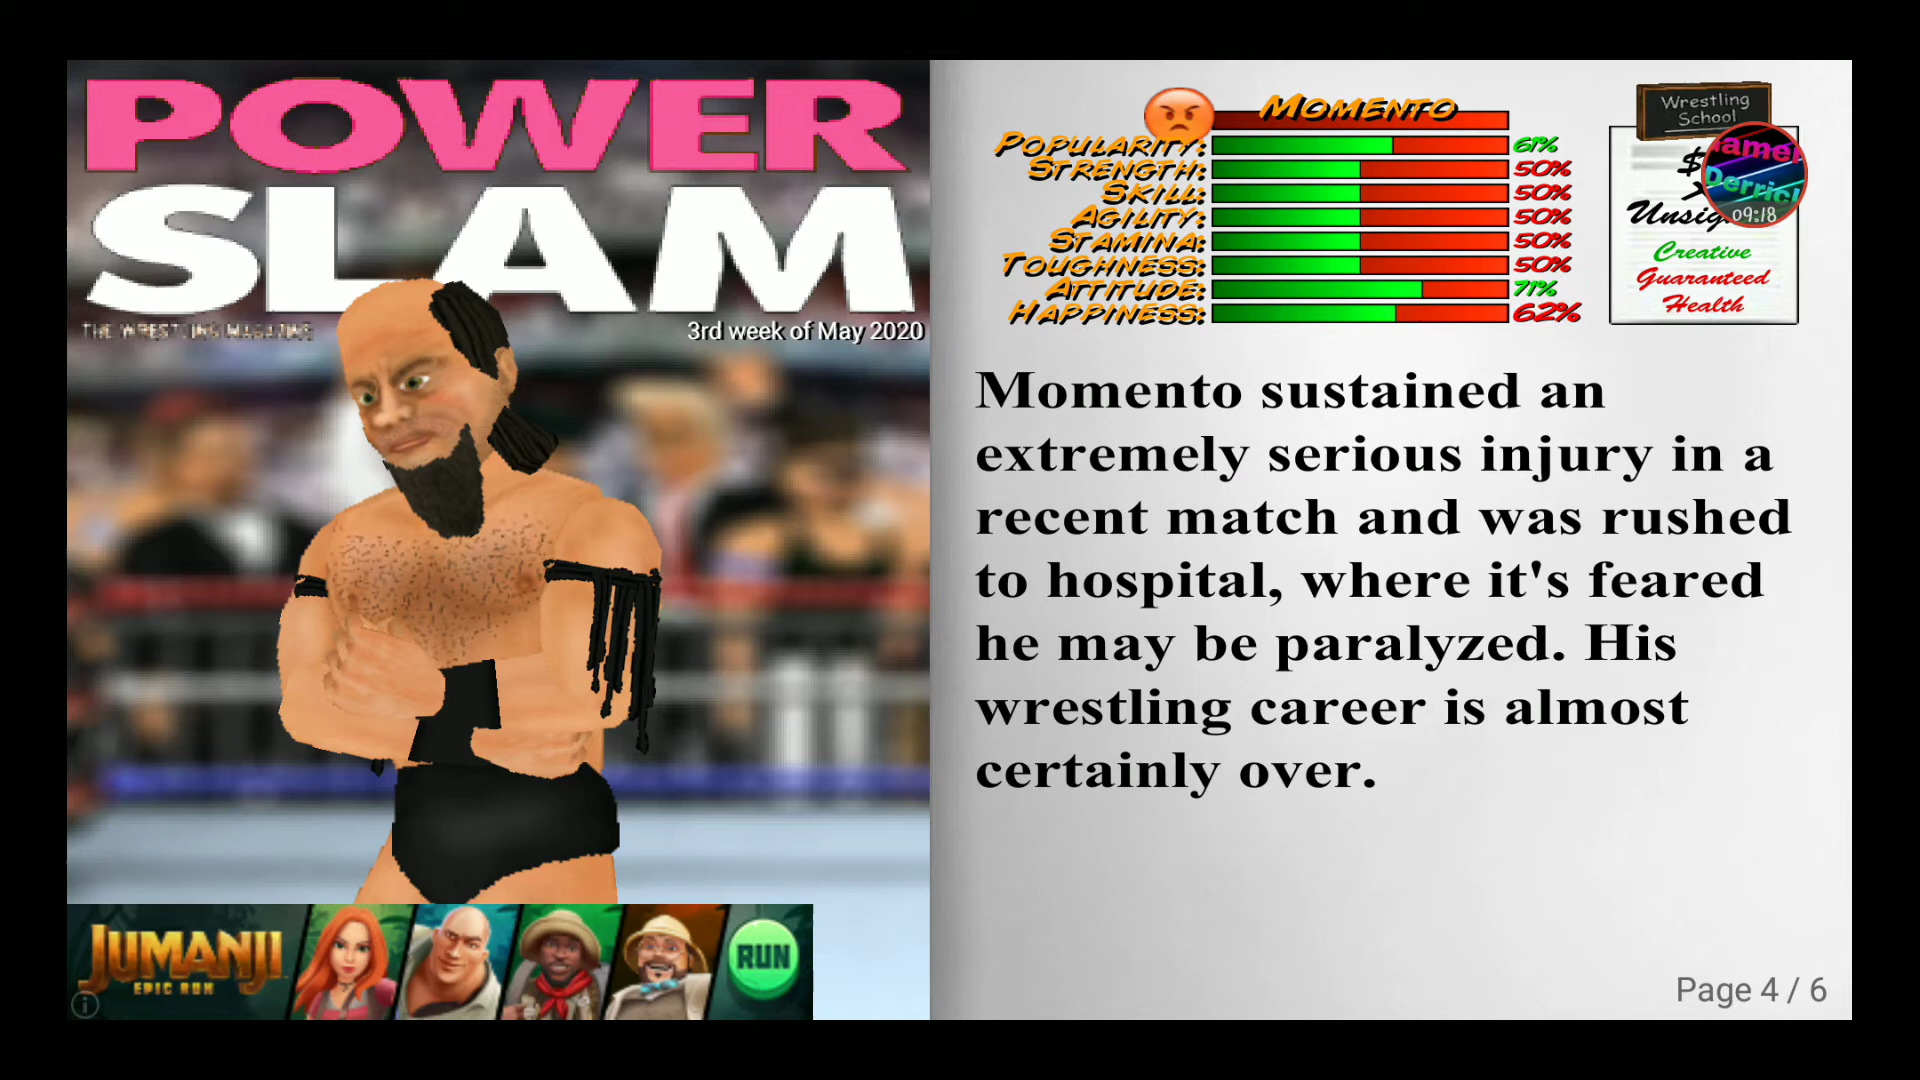 POWER
SLAM
THE WRESTLING MAGAZINE
3rd week of May 2020
JUMANJI
EPIC RUN
RUN
MOMENTO
POPULARITY: 61%
STRENGTH: 50%
SKILL: 50%
AGILITY: 50%
STAMINA: 50%
TOUGHNESS: 50%
ATTITUDE: 71%
HAPPINESS: 62%
Wrestling
School
$
09:18
Creative
Guaranteed
Health
Momento sustained an
extremely serious injury in a
recent match and was rushed
to hospital, where it's feared
he may be paralyzed. His
wrestling career is almost
certainly over.
Page 4 / 6